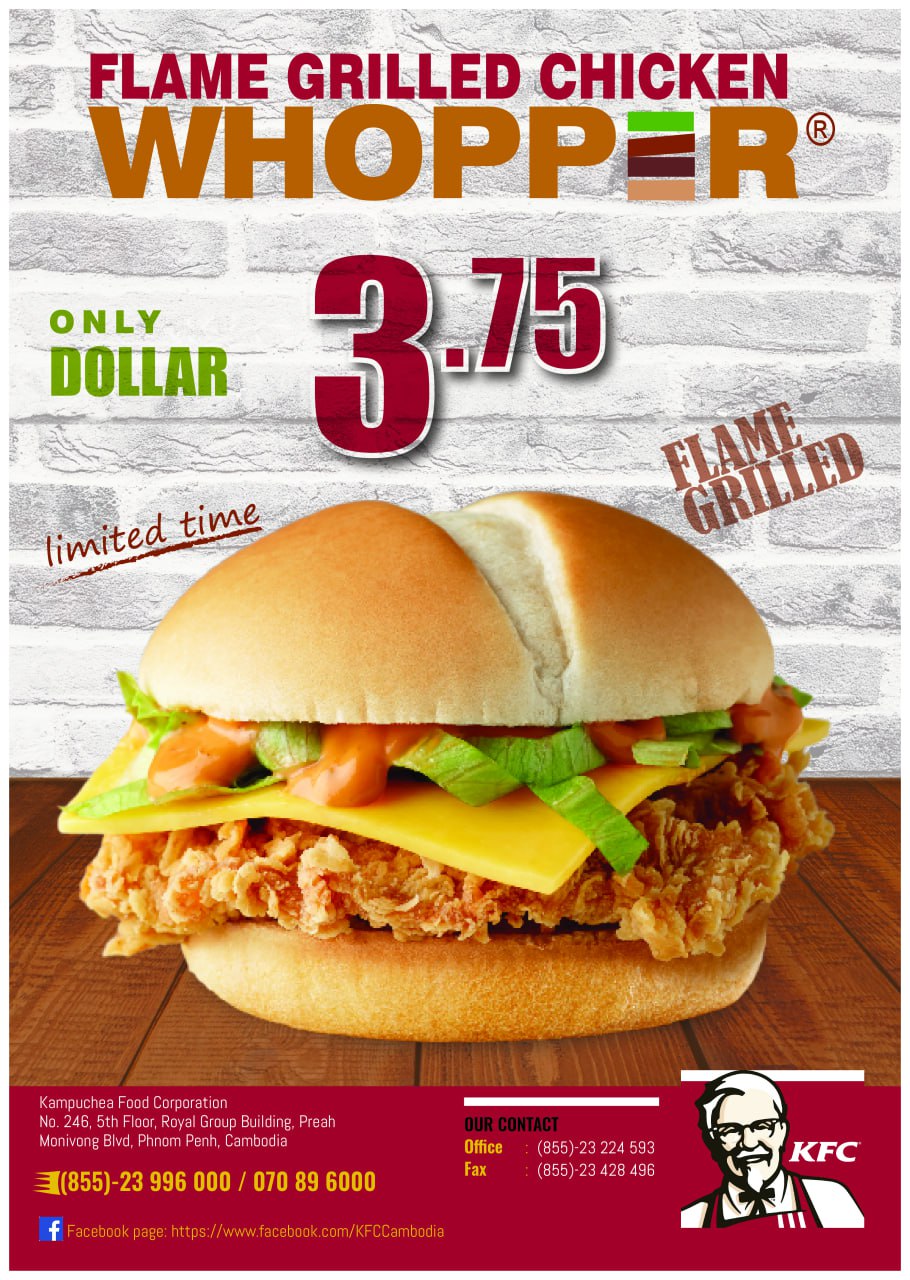 FLAME GRILLED CHICKEN
WHOPPER®
ONLY
DOLLAR
3.75
FLAME
GRILLED
limited time
Kampuchea Food Corporation
No. 246, 5th Floor, Royal Group Building, Preah
Monivong Blvd, Phnom Penh, Cambodia
(855)-23 996 000 / 070 89 6000
Facebook page: https://www.facebook.com/KFCCambodia
OUR CONTACT
Office : (855)-23 224 593
Fax : (855)-23 428 496
KFC